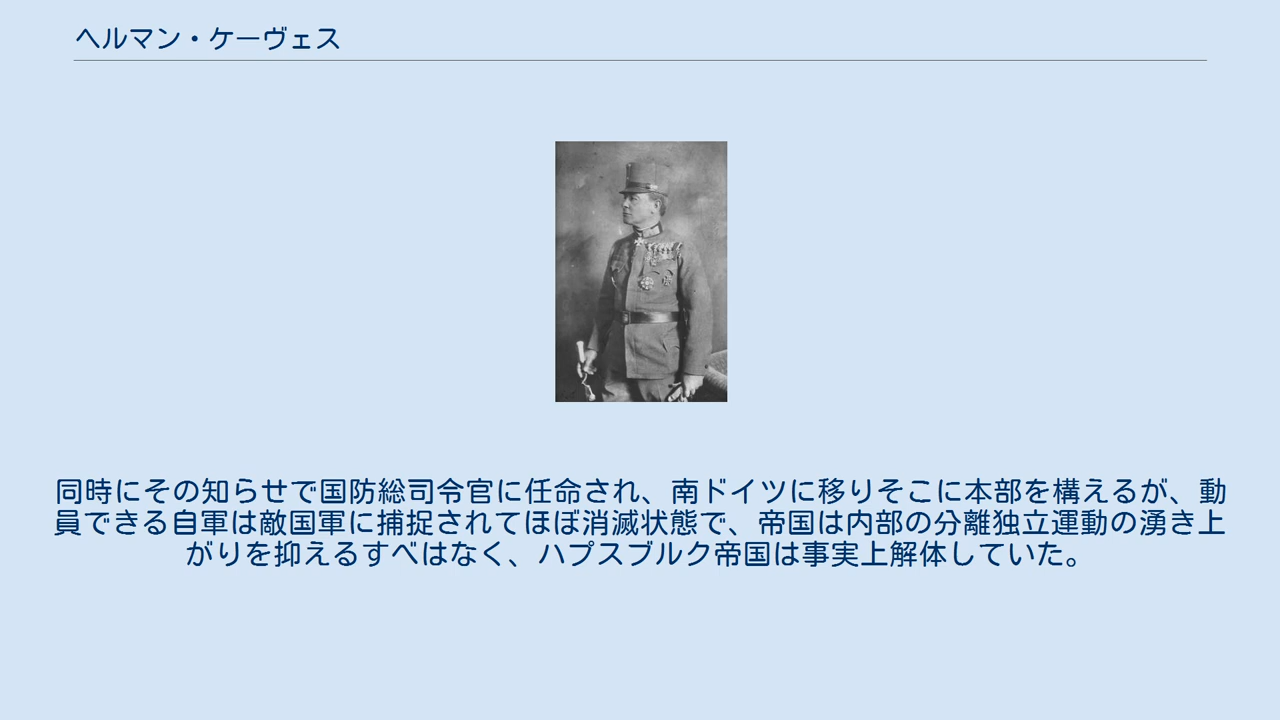 ヘルマン・ケーヴェス
同時にその知らせで国防総司令官に任命され、南ドイツに移りそこに本部を構えるが、動
員できる自軍は敵国軍に捕捉されてほぼ消滅状態で、帝国は内部の分離独立運動の湧き上
がりを抑えるすべはなく、ハプスブルク帝国は事実上解体していた。